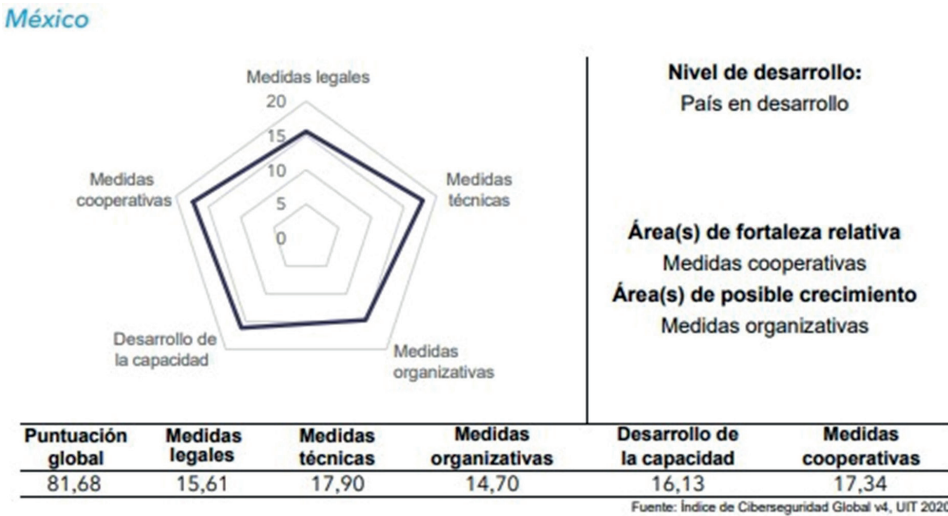 México
Medidas legales
20
15
10
5
0
Medidas
técnicas
Medidas
organizativas
Desarrollo de
la capacidad
Medidas
cooperativas
Nivel de desarrollo:
País en desarrollo
Área(s) de fortaleza relativa
Medidas cooperativas
Área(s) de posible crecimiento
Medidas organizativas
Puntuación global
Medidas legales
Medidas técnicas
Medidas organizativas
Desarrollo de la capacidad
Medidas cooperativas
81,68 15,61 17,90 14,70 16,13 17,34
Fuente: Índice de Ciberseguridad Global v4, UIT 2020